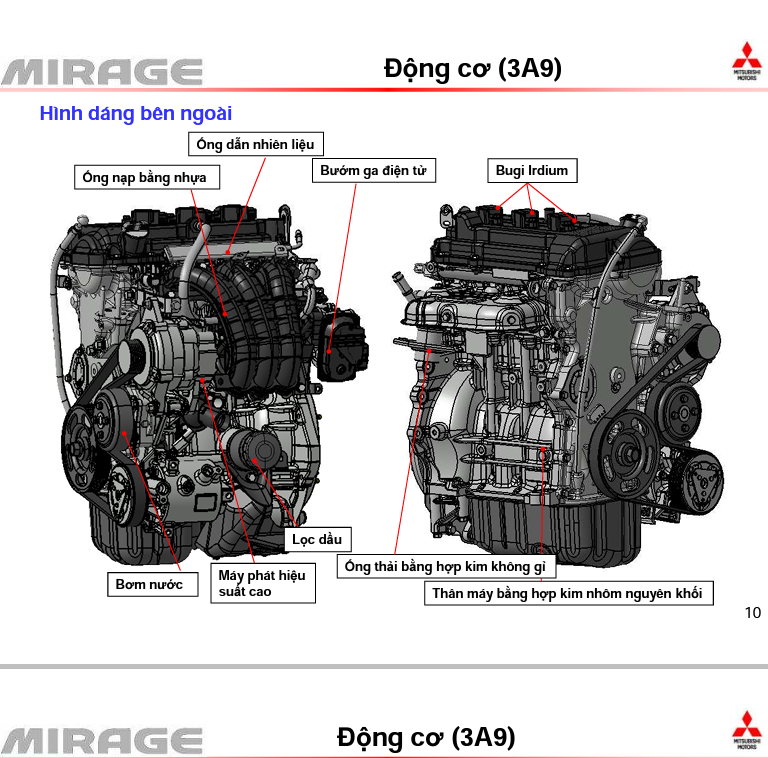 MIRAGE
Động cơ (3A9)
MITSUBISHI
MOTORS
Hình dáng bên ngoài
Ống dẫn nhiên liệu
Ống nạp bằng nhựa
Bướm ga điện tử
Bugi Irdium
Lọc dầu
Bơm nước
Máy phát hiệu
suất cao
Ống thải bằng hợp kim không gỉ
Thân máy bằng hợp kim nhôm nguyên khối
10
MIRAGE
Động cơ (3A9)
MITSUBISHI
MOTORS